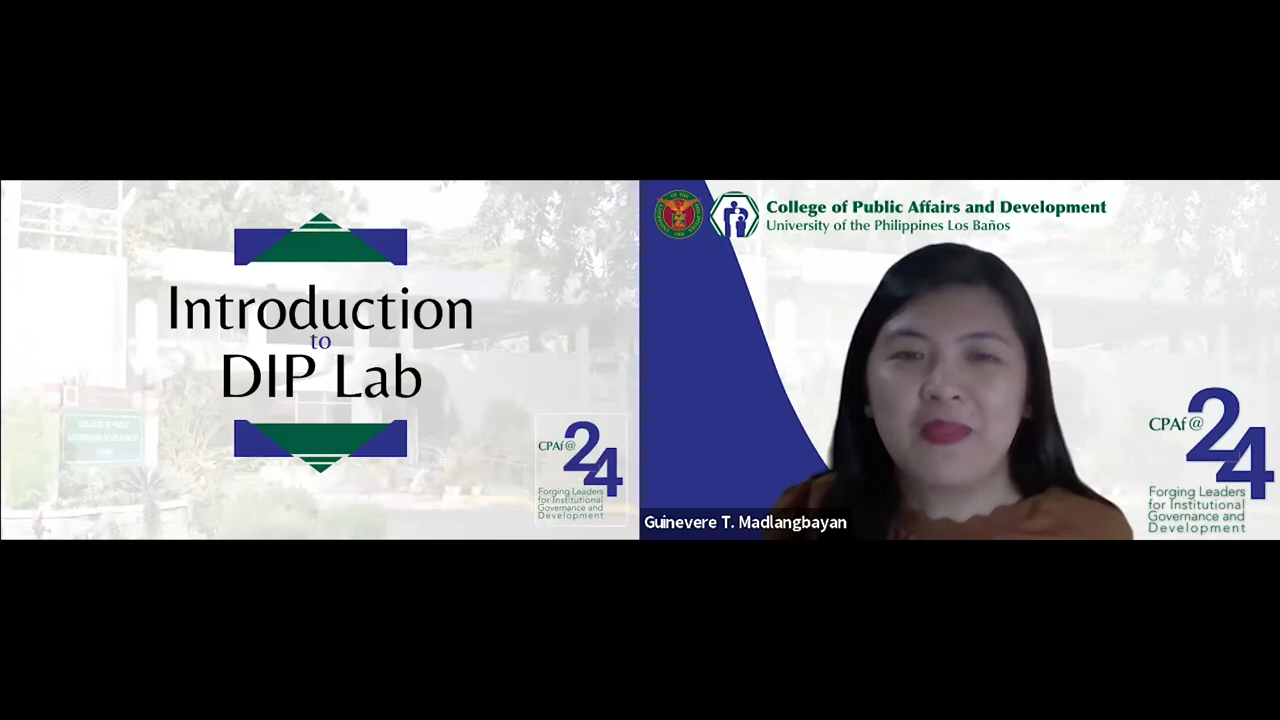 Introduction
to
DIP Lab
CPAf@24
Forging Leaders
for Institutional
Governance and
Development
College of Public Affairs and Development
University of the Philippines Los Baños
CPAf@24
Forging Leaders
for Institutional
Governance and
Development
Guinevere T. Madlangbayan